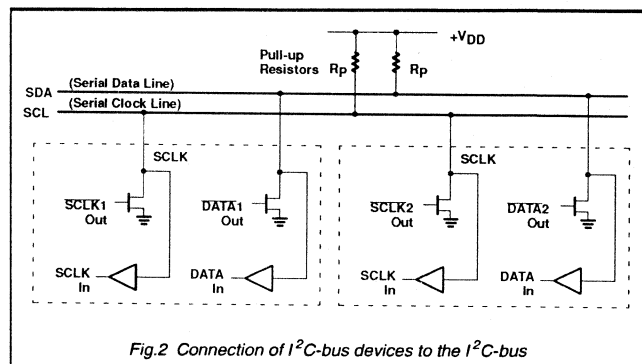 +VDD
Pull-up
Resistors RP RP
SDA (Serial Data Line)
SCL (Serial Clock Line)
SCLK SCLK
SCLK1 Out
DATA1 Out
SCLK2 Out
DATA2 Out
SCLK In
DATA In
SCLK In
DATA In
Fig.2 Connection of I²C-bus devices to the I²C-bus